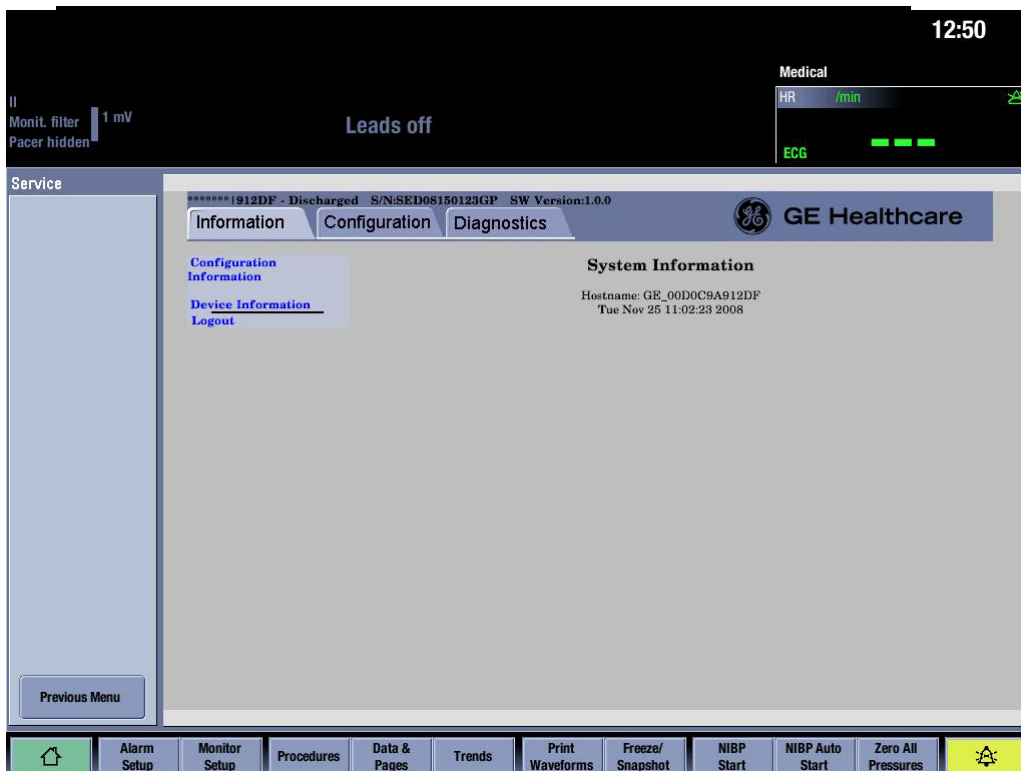 12:50
Medical
HR /min
II
Monit. filter
1 mV
Pacer hidden
Leads off
ECG
Service
*******|912DF - Discharged S/N:SED08150123GP SW Version:1.0.0
Information
Configuration
Diagnostics
GE Healthcare
Configuration
Information
Device Information
Logout
System Information
Hostname: GE_00D0C9A912DF
Tue Nov 25 11:02:23 2008
Previous Menu
Alarm
Setup
Monitor
Setup
Procedures
Data &
Pages
Trends
Print
Waveforms
Freeze/
Snapshot
NIBP
Start
NIBP Auto
Start
Zero All
Pressures